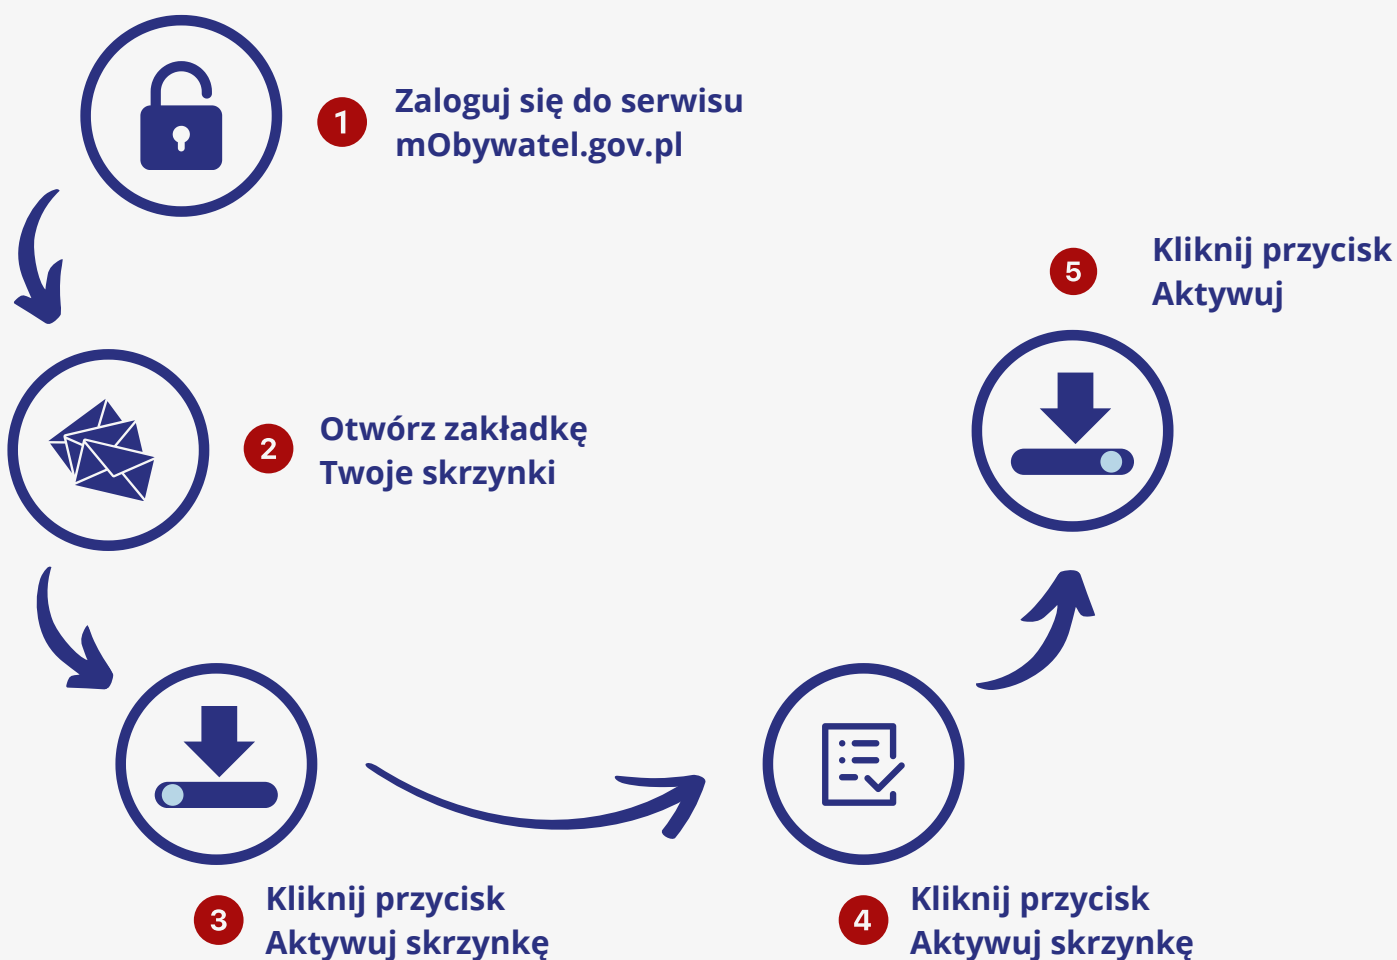 1
Zaloguj się do serwisu
mObywatel.gov.pl
2
Otwórz zakładkę
Twoje skrzynki
3
Kliknij przycisk
Aktywuj skrzynkę
4
Kliknij przycisk
Aktywuj skrzynkę
5
Kliknij przycisk
Aktywuj